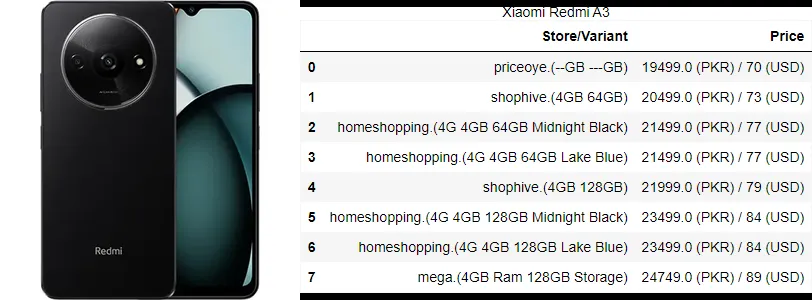 Redmi
Xiaomi Redmi A3
Store/Variant Price
0 priceoye.(--GB ---GB) 19499.0 (PKR) / 70 (USD)
1 shophive.(4GB 64GB) 20499.0 (PKR) / 73 (USD)
2 homeshopping.(4G 4GB 64GB Midnight Black) 21499.0 (PKR) / 77 (USD)
3 homeshopping.(4G 4GB 64GB Lake Blue) 21499.0 (PKR) / 77 (USD)
4 shophive.(4GB 128GB) 21999.0 (PKR) / 79 (USD)
5 homeshopping.(4G 4GB 128GB Midnight Black) 23499.0 (PKR) / 84 (USD)
6 homeshopping.(4G 4GB 128GB Lake Blue) 23499.0 (PKR) / 84 (USD)
7 mega.(4GB Ram 128GB Storage) 24749.0 (PKR) / 89 (USD)